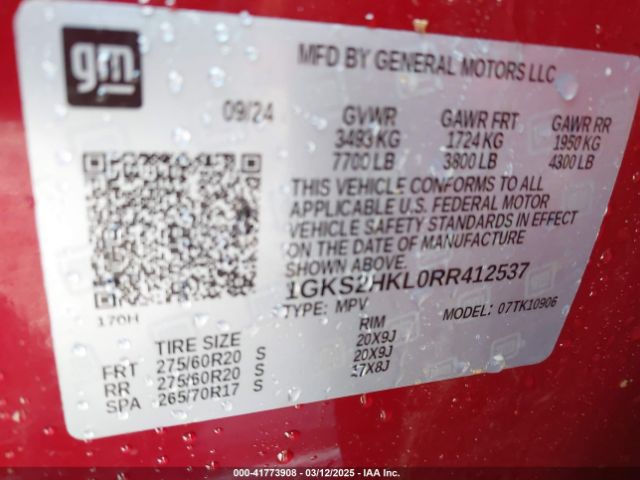 gm
MFD BY GENERAL MOTORS LLC
09/24 GVWR GAWR FRT GAWR RR
3493 KG 1724 KG 1950 KG
7700 LB 3800 LB 4300 LB
THIS VEHICLE CONFORMS TO ALL
APPLICABLE U.S. FEDERAL MOTOR
VEHICLE SAFETY STANDARDS IN EFFECT
ON THE DATE OF MANUFACTURE
SHOWN ABOVE.
1GKS2HKL0RR412537
170H TYPE: MPV MODEL: 07TK10906
TIRE SIZE RIM
FRT 275/60R20 S 20X9J
RR 275/60R20 S 20X9J
SPA 265/70R17 S 17X8J
000-41773908 - 03/12/2025 - IAA Inc.